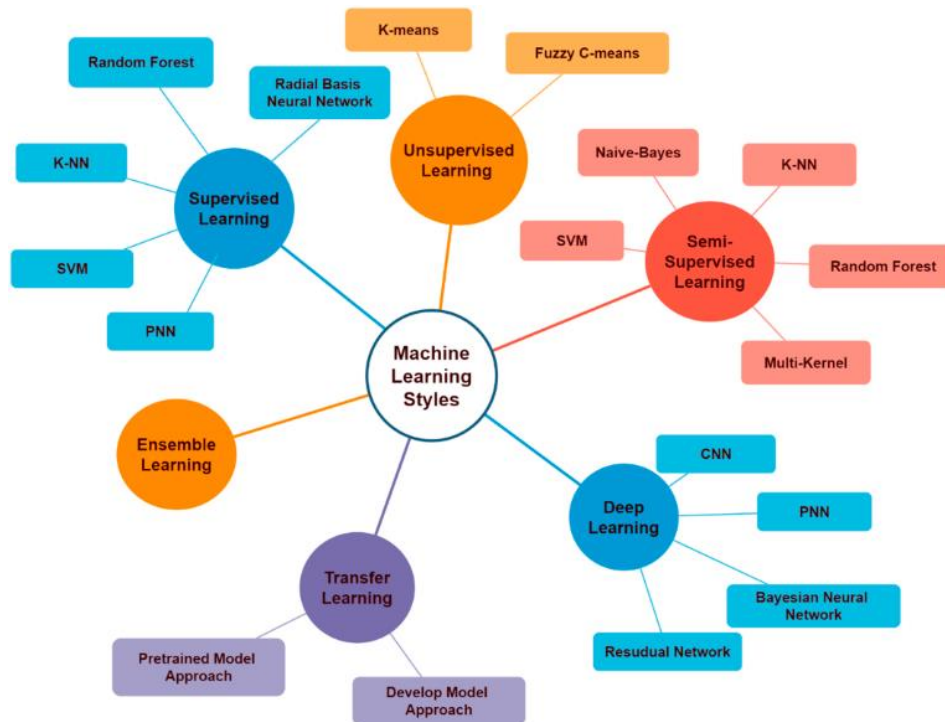 K-means
Fuzzy C-means
Random Forest
Radial Basis
Neural Network
Unsupervised
Learning
Naive-Bayes
K-NN
K-NN
Supervised
Learning
SVM
Semi-
Supervised
Learning
Random Forest
SVM
PNN
Multi-Kernel
Machine
Learning
Styles
Ensemble
Learning
CNN
PNN
Deep
Learning
Bayesian Neural
Network
Resudual Network
Transfer
Learning
Pretrained Model
Approach
Develop Model
Approach